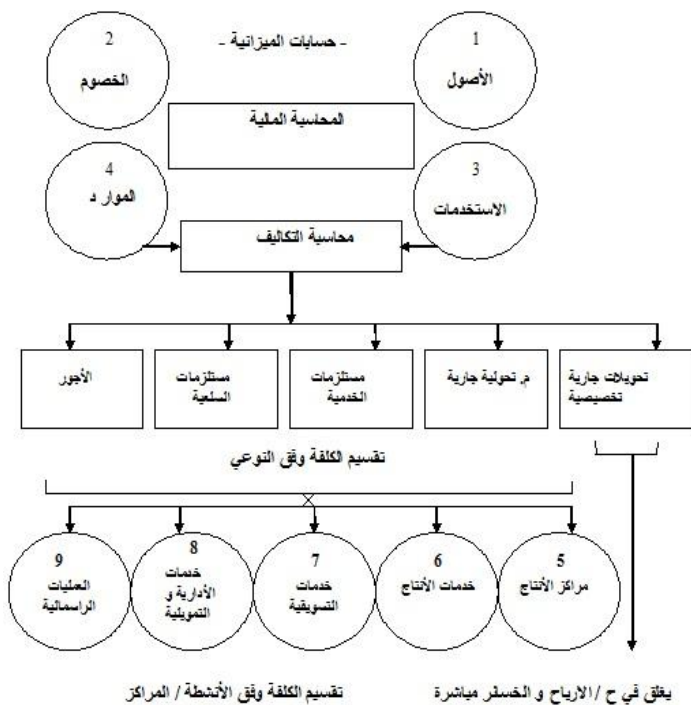 - حسابات الميزانية -
1
الأصول
2
الخصوم
المحاسبة المالية
3
الاستخدمات
4
الموار د
محاسبة التكاليف
تحويلات جارية
تخصيصية
م. تحولية جارية
مستلزمات
الخدمية
مستلزمات
السلعية
الأجور
تقسيم الكلفة وفق النوعي
5
مراكز الأنتاج
6
خدمات الأنتاج
7
خدمات
التسويقية
8
خدمات
الأدارية و
التمويلية
9
العمليات
الراسمالية
يغلق في ح / الارياح و الخسائر مباشرة
تقسيم الكلفة وفق الأنشطة / المراكز